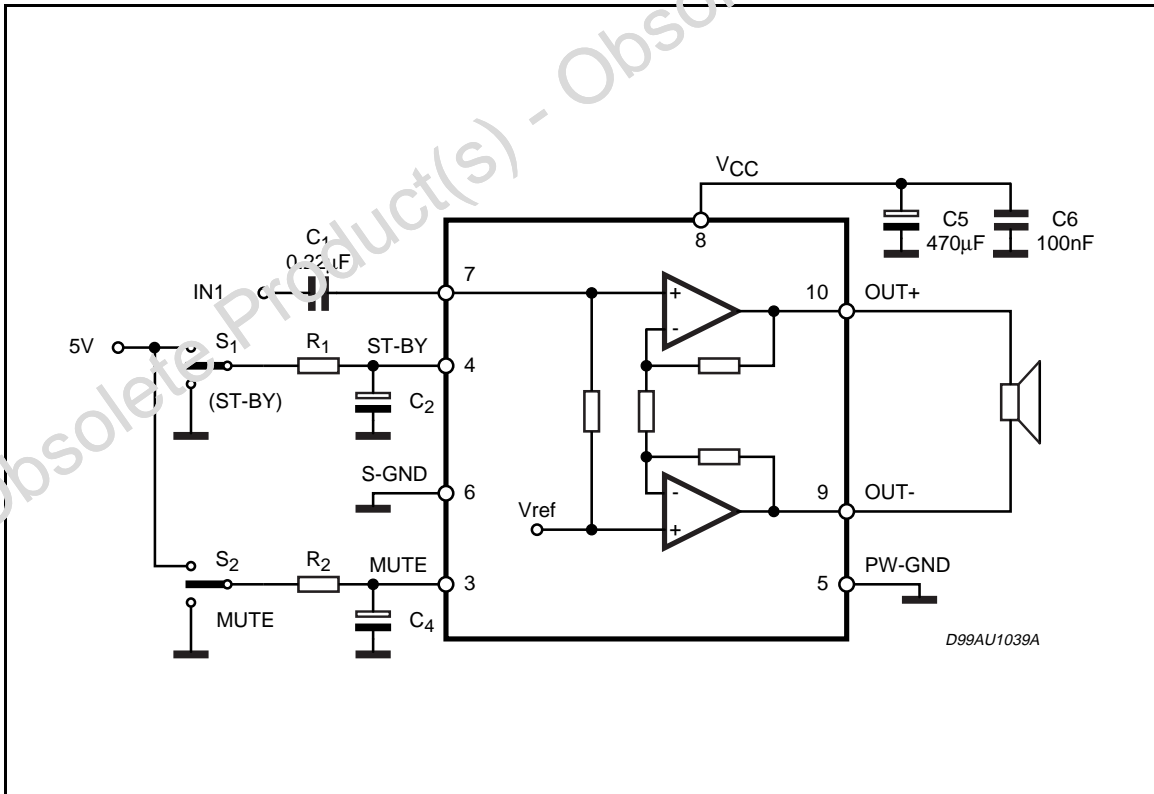 Obsolete Product(s) - Obsol
VCC
8
C5
470µF
C6
100nF
C1
0.22µF
IN1
7
10
OUT+
+
-
5V
S1
R1
ST-BY
4
(ST-BY)
C2
S-GND
6
Vref
-
+
9
OUT-
S2
R2
MUTE
3
MUTE
C4
5
PW-GND
D99AU1039A